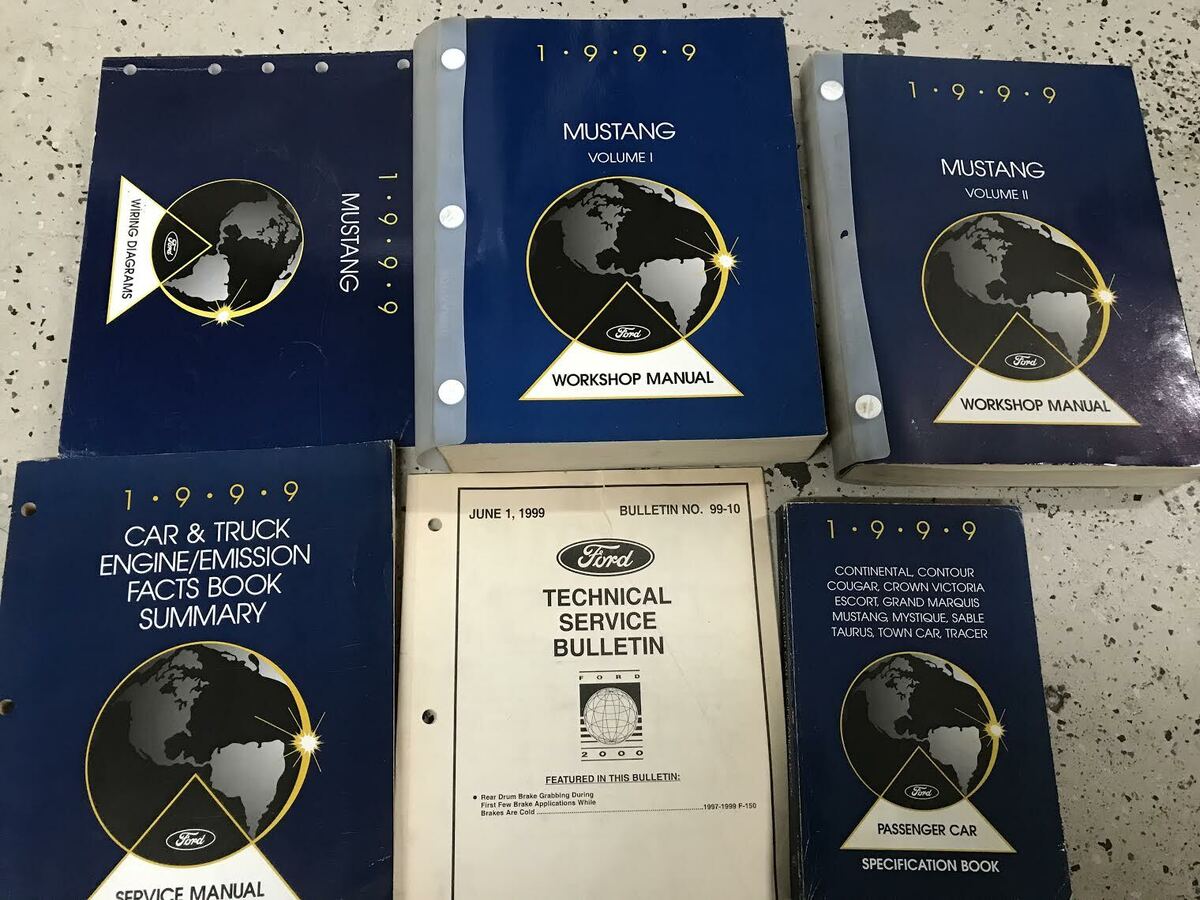 1•9•9•9
MUSTANG
Ford
WIRING DIAGRAMS
1•9•9•9
MUSTANG
VOLUME I
Ford
WORKSHOP MANUAL
1•9•9•9
MUSTANG
VOLUME II
Ford
WORKSHOP MANUAL
1•9•9•9
CAR & TRUCK
ENGINE/EMISSION
FACTS BOOK
SUMMARY
Ford
SERVICE MANUAL
JUNE 1, 1999 BULLETIN NO. 99-10
Ford
TECHNICAL
SERVICE
BULLETIN
FORD
2000
FEATURED IN THIS BULLETIN:
• Rear Drum Brake Grabbing During
First Few Brake Applications While
Brakes Are Cold ........................................................1997-1999 F-150
1•9•9•9
CONTINENTAL, CONTOUR
COUGAR, CROWN VICTORIA
ESCORT, GRAND MARQUIS
MUSTANG, MYSTIQUE, SABLE
TAURUS, TOWN CAR, TRACER
Ford
PASSENGER CAR
SPECIFICATION BOOK